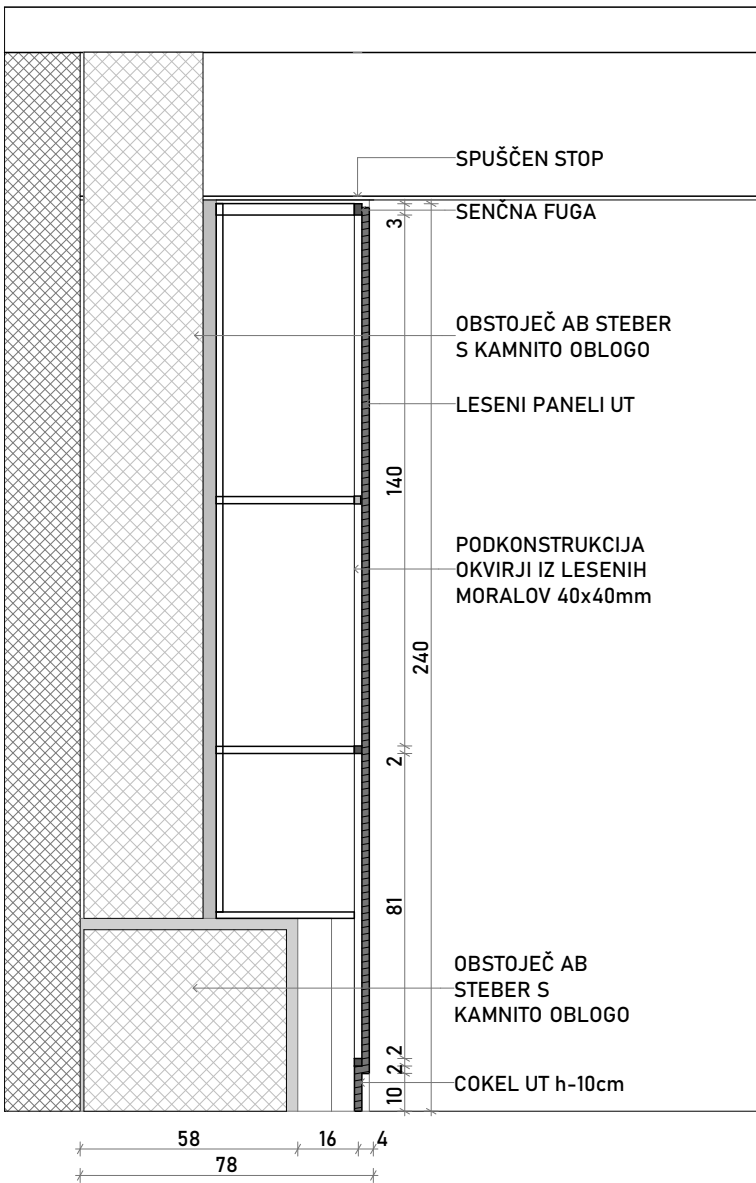 SPUŠČEN STOP
SENČNA FUGA
3
OBSTOJEČ AB STEBER
S KAMNITO OBLOGO
LESENI PANELI UT
140
PODKONSTRUKCIJA
OKVIRJI IZ LESENIH
MORALOV 40x40mm
240
2
81
OBSTOJEČ AB
STEBER S
KAMNITO OBLOGO
2
2
10
COKEL UT h-10cm
58
16
4
78